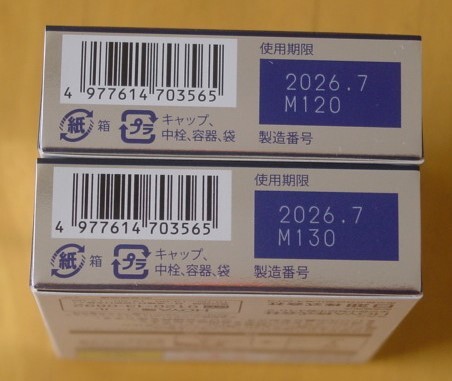 使用期限
2026.7
M120
4 977614 703565
紙 箱 プラ キャップ、
中栓、容器、袋
製造番号
使用期限
2026.7
M130
4 977614 703565
紙 箱 プラ キャップ、
中栓、容器、袋
製造番号